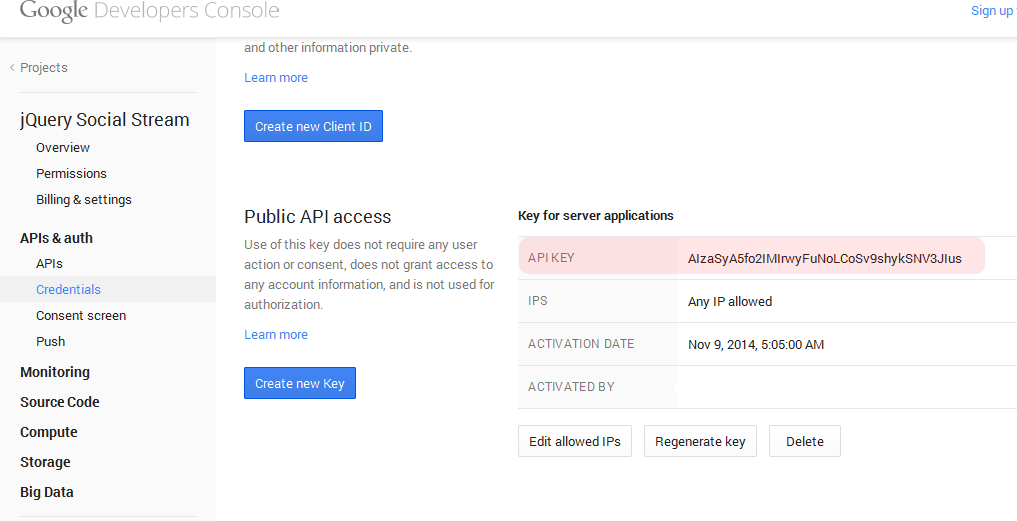 Google Developers Console
Sign up
Projects
jQuery Social Stream
Overview
Permissions
Billing & settings
APIs & auth
APIs
Credentials
Consent screen
Push
Monitoring
Source Code
Compute
Storage
Big Data
and other information private.
Learn more
Create new Client ID
Public API access
Use of this key does not require any user
action or consent, does not grant access to
any account information, and is not used for
authorization.
Learn more
Create new Key
Key for server applications
API KEY
IPS Any IP allowed
ACTIVATION DATE Nov 9, 2014, 5:05:00 AM
ACTIVATED BY
Edit allowed IPs Regenerate key Delete